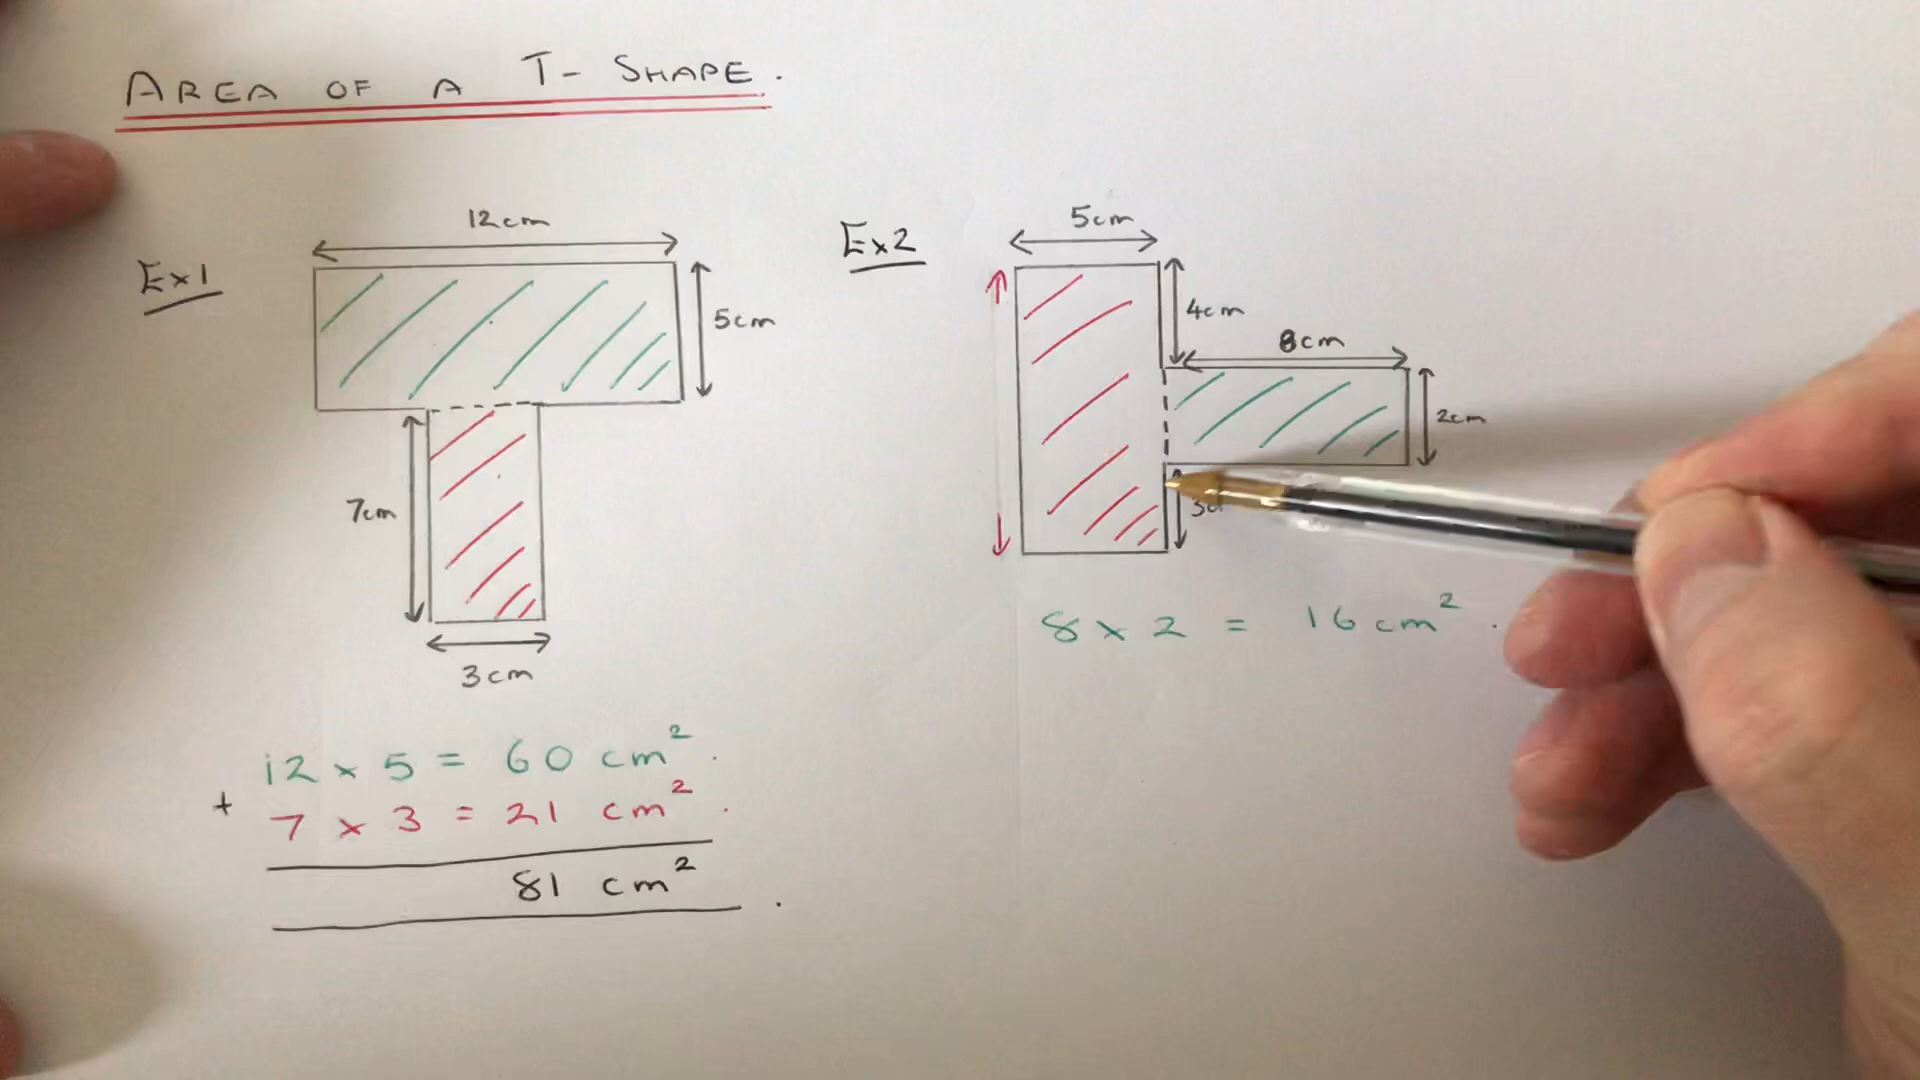 AREA OF A T- SHAPE.
Ex1
12cm
5cm
7cm
3cm
12 x 5 = 60 cm² .
+ 7 x 3 = 21 cm² .
81 cm² .
Ex2
5cm
4cm
8cm
2cm
8 x 2 = 16 cm² .